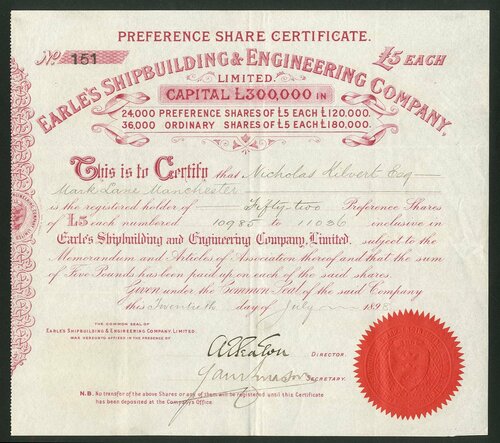 PREFERENCE SHARE CERTIFICATE.
No. 151
£5 EACH
EARLE'S SHIPBUILDING & ENGINEERING COMPANY,
LIMITED.
CAPITAL £300,000 IN
24,000 PREFERENCE SHARES OF £5 EACH £120,000.
36,000 ORDINARY SHARES OF £5 EACH £180,000.
This is to Certify that Nicholas Kilvert Esq
Mark Lane Manchester
is the registered holder of Fifty two Preference Shares
of £5 each numbered 10985 to 11036 inclusive in
Earle's Shipbuilding and Engineering Company, Limited. subject to the
Memorandum and Articles of Association thereof and that the sum
of Five Pounds has been paid up on each of the said shares.
Given under the Common Seal of the said Company
this Twentieth day of July 1898
THE COMMON SEAL OF
EARLES SHIPBUILDING & ENGINEERING COMPANY, LIMITED.
WAS HEREUNTO AFFIXED IN THE PRESENCE OF
DIRECTOR.
SECRETARY.
N.B. No transfer of the above Shares or any of them will be registered until this Certificate
has been deposited at the Company's Office.